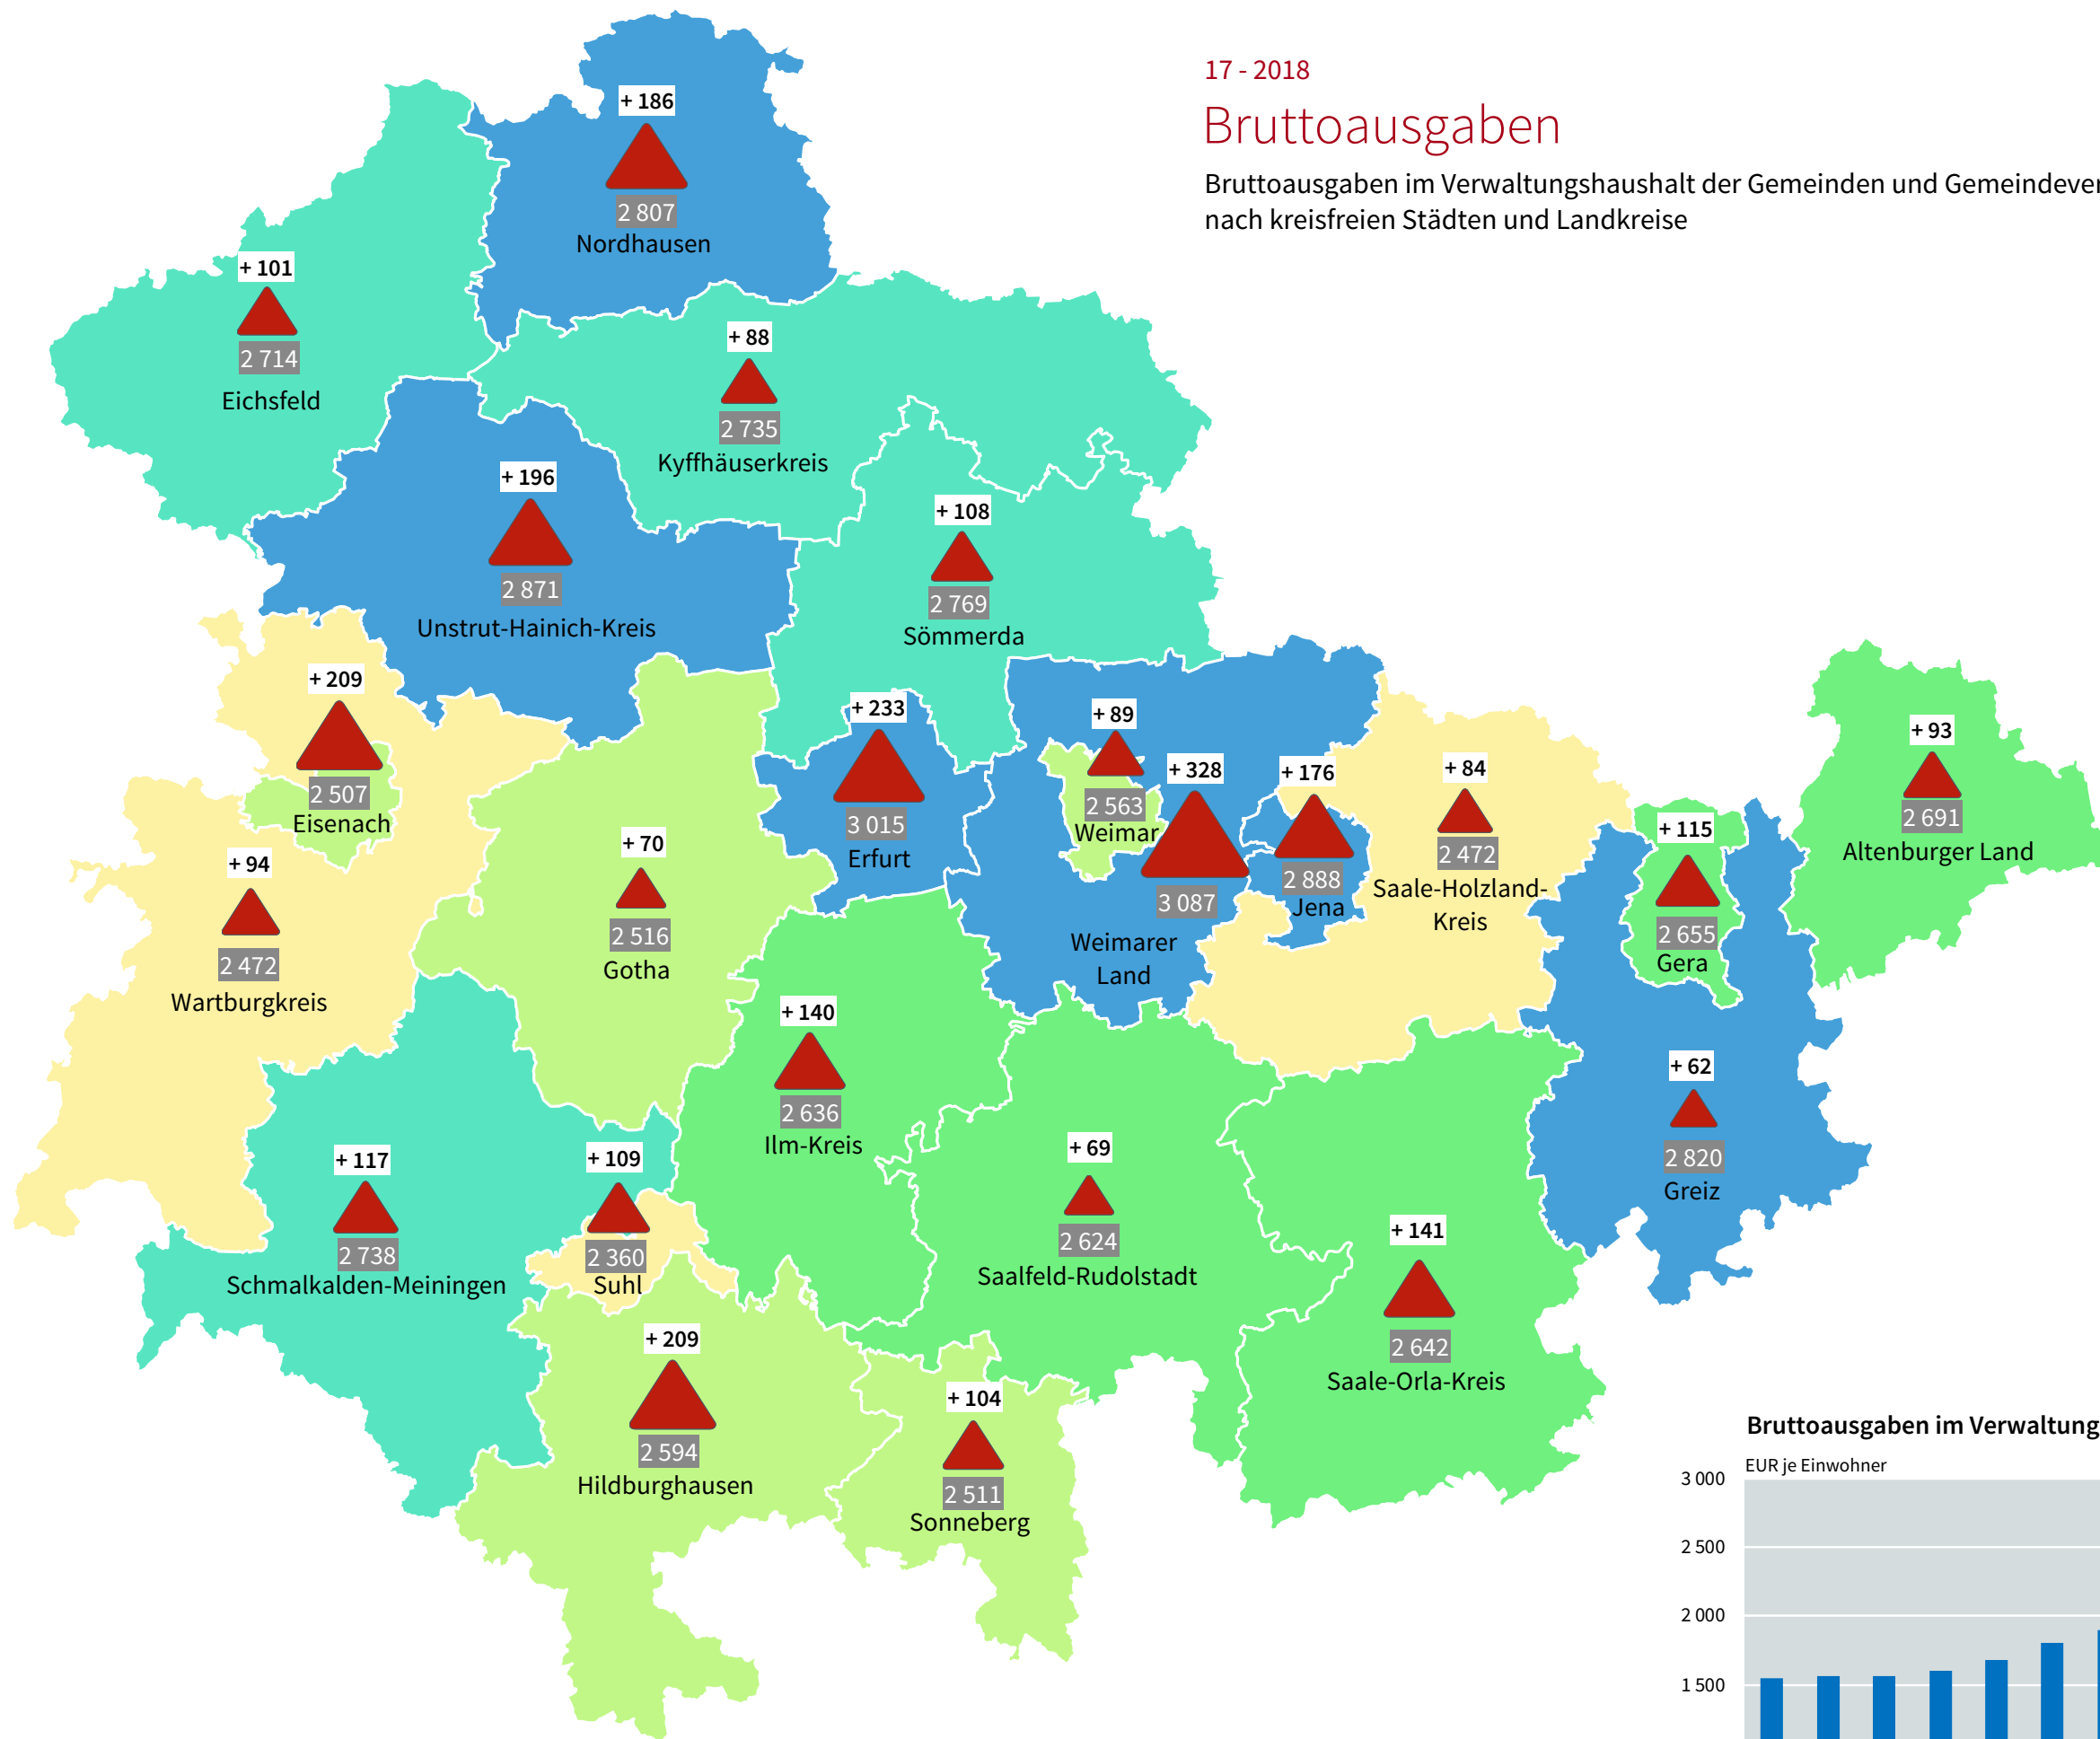 17 - 2018
Bruttoausgaben
Bruttoausgaben im Verwaltungshaushalt der Gemeinden und
nach kreisfreien Städten und Landkreise
+ 186
2 807
Nordhausen
+ 101
2 714
Eichsfeld
+ 88
2 735
Kyffhäuserkreis
+ 196
2 871
Unstrut-Hainich-Kreis
+ 108
2 769
Sömmerda
+ 209
2 507
Eisenach
+ 94
2 472
Wartburgkreis
+ 70
2 516
Gotha
+ 233
3 015
Erfurt
+ 89
2 563
Weimar
+ 328
3 087
Weimarer
Land
+ 176
2 888
Jena
+ 84
2 472
Saale-Holzland-
Kreis
+ 115
2 655
Gera
+ 93
2 691
Altenburger Land
+ 62
2 820
Greiz
+ 140
2 636
Ilm-Kreis
+ 69
2 624
Saalfeld-Rudolstadt
+ 141
2 642
Saale-Orla-Kreis
+ 117
2 738
Schmalkalden-Meiningen
+ 109
2 360
Suhl
+ 209
2 594
Hildburghausen
+ 104
2 511
Sonneberg
Bruttoausgaben im
EUR je Einwohner
3 000
2 500
2 000
1 500